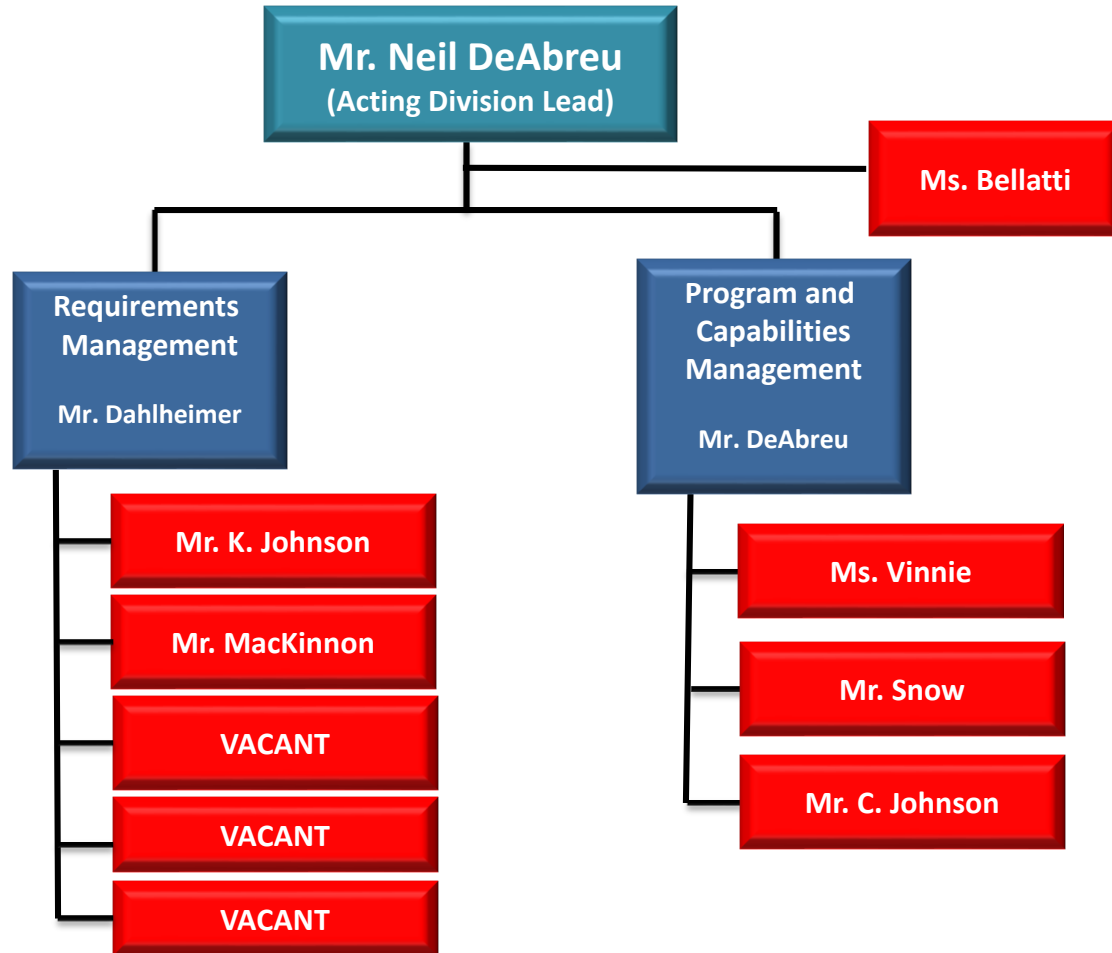 Mr. Neil DeAbreu
(Acting Division Lead)
Ms. Bellatti
Requirements
Management
Mr. Dahlheimer
Mr. K. Johnson
Mr. MacKinnon
VACANT
VACANT
VACANT
Program and
Capabilities
Management
Mr. DeAbreu
Ms. Vinnie
Mr. Snow
Mr. C. Johnson